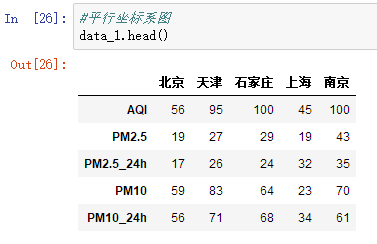 In [26]: #平行坐标系图
data_1.head()
Out[26]:
北京 天津 石家庄 上海 南京
AQI 56 95 100 45 100
PM2.5 19 27 29 19 43
PM2.5_24h 17 26 24 32 35
PM10 59 83 64 23 70
PM10_24h 56 71 68 34 61